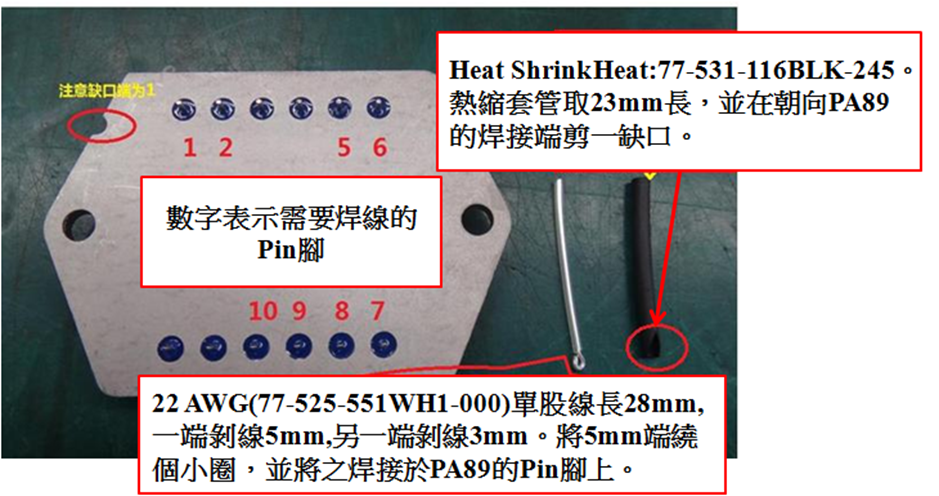 Heat ShrinkHeat:77-531-116BLK-245。
熱縮套管取23mm長，並在朝向PA89
的焊接端剪一缺口。
注意缺口端为1
1 2 5 6
數字表示需要焊線的
Pin腳
10 9 8 7
22 AWG(77-525-551WH1-000)單股線長28mm,
一端剝線5mm,另一端剝線3mm。將5mm端繞
個小圈，並將之焊接於PA89的Pin腳上。